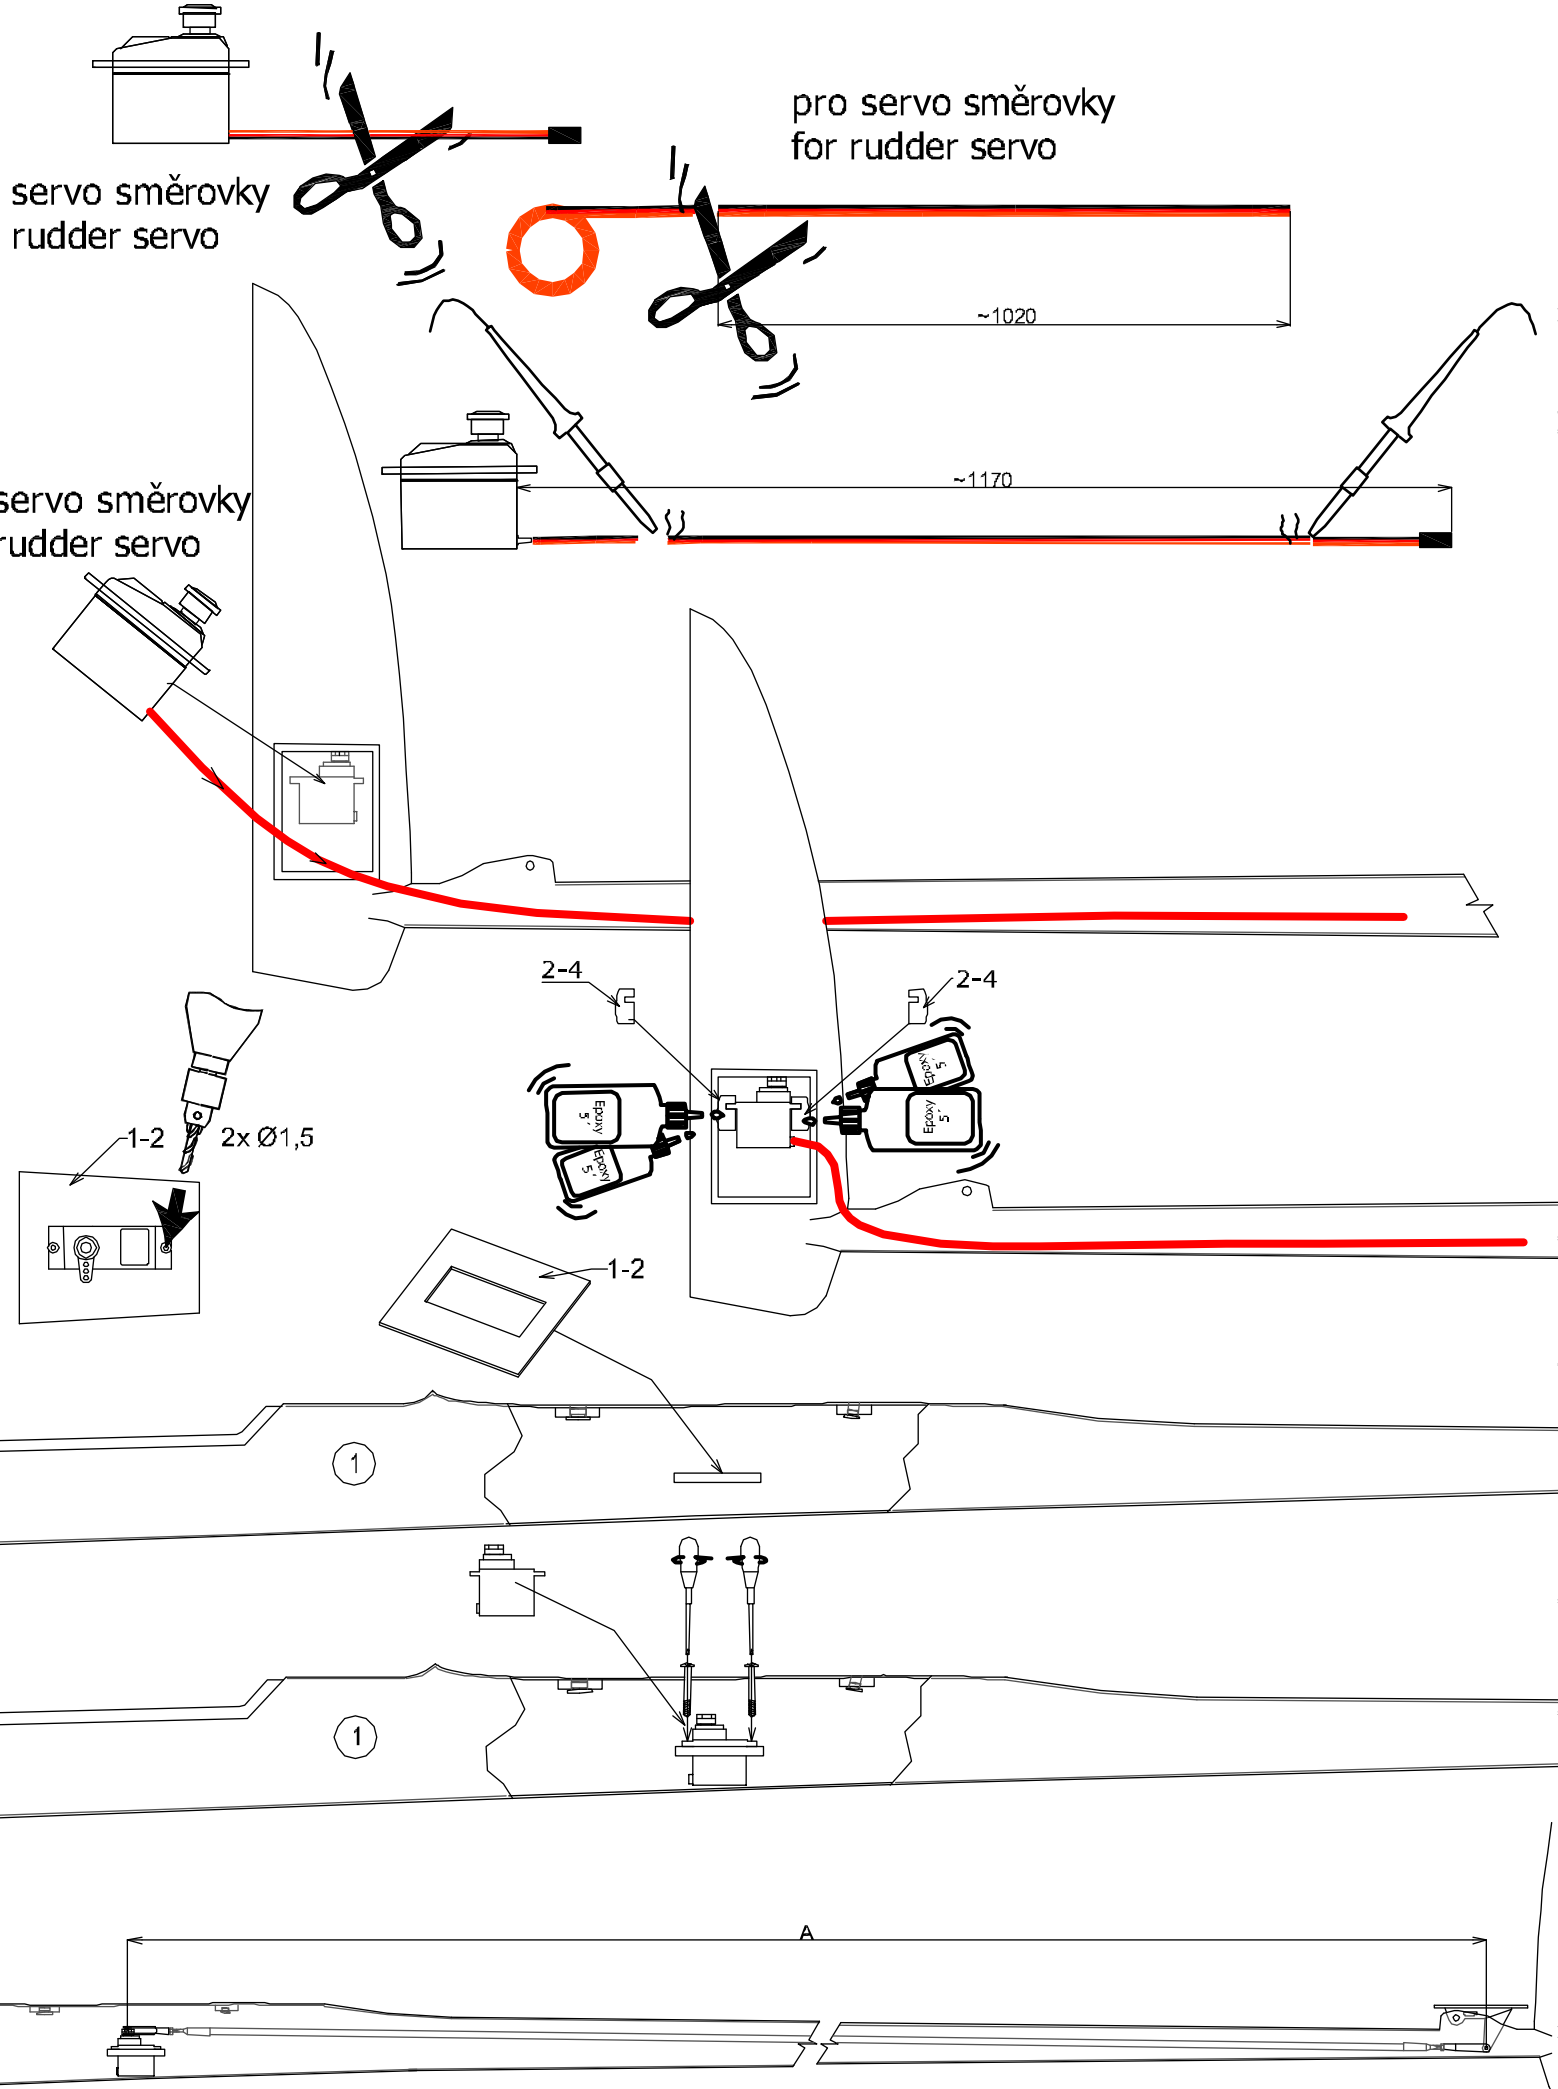 pro servo směrovky
for rudder servo
servo směrovky
rudder servo
~1020
~1170
servo směrovky
rudder servo
2-4
2-4
Epoxy
5´
Epoxy
5´
Epoxy
5´
Epoxy
5´
1-2
2x Ø1,5
1-2
1
1
A